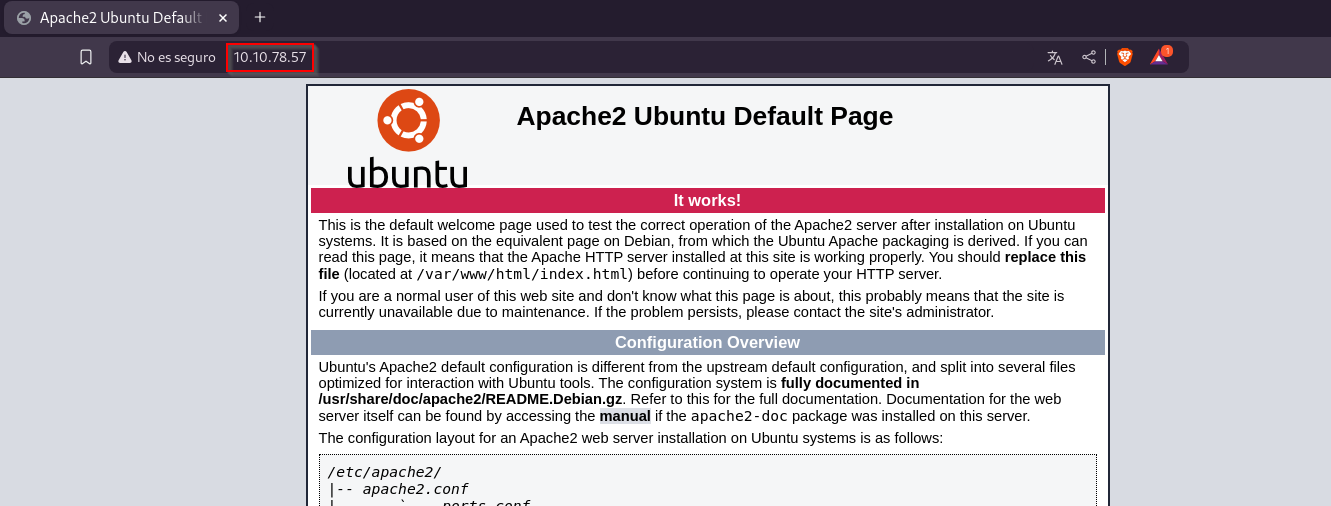 Apache2 Ubuntu Default
No es seguro 10.10.78.57
1
ubuntu
Apache2 Ubuntu Default Page
It works!
This is the default welcome page used to test the correct operation of the Apache2 server after installation on Ubuntu
systems. It is based on the equivalent page on Debian, from which the Ubuntu Apache packaging is derived. If you can
read this page, it means that the Apache HTTP server installed at this site is working properly. You should replace this
file (located at /var/www/html/index.html) before continuing to operate your HTTP server.
If you are a normal user of this web site and don't know what this page is about, this probably means that the site is
currently unavailable due to maintenance. If the problem persists, please contact the site's administrator.
Configuration Overview
Ubuntu's Apache2 default configuration is different from the upstream default configuration, and split into several files
optimized for interaction with Ubuntu tools. The configuration system is fully documented in
/usr/share/doc/apache2/README.Debian.gz. Refer to this for the full documentation. Documentation for the web
server itself can be found by accessing the manual if the apache2-doc package was installed on this server.
The configuration layout for an Apache2 web server installation on Ubuntu systems is as follows:
/etc/apache2/
|-- apache2.conf
| ` ports.conf